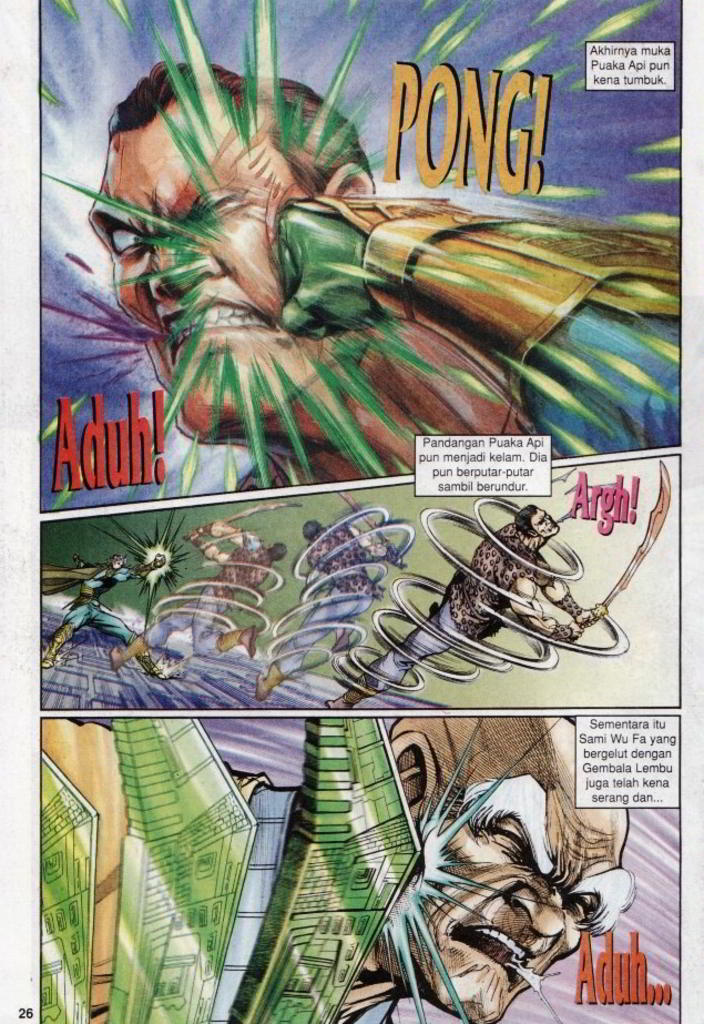 Akhirnya muka
Puaka Api pun
kena tumbuk.
PONG!
Aduh!
Pandangan Puaka Api
pun menjadi kelam. Dia
pun berputar-putar
sambil berundur.
Argh!
Sementara itu
Sami Wu Fa yang
bergelut dengan
Gembala Lembu
juga telah kena
serang dan...
Aduh...
26